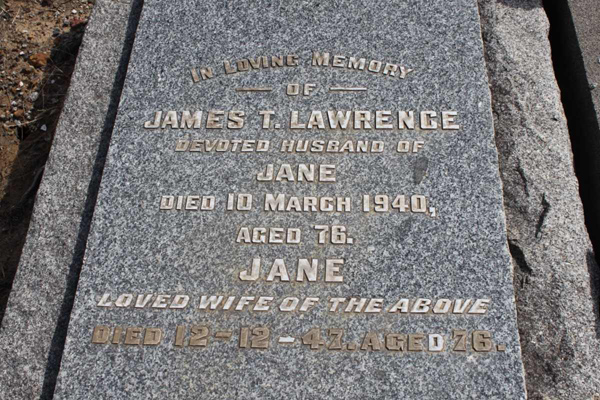 IN LOVING MEMORY
— OF —
JAMES T. LAWRENCE
DEVOTED HUSBAND OF
JANE
DIED 10 MARCH 1940,
AGED 76.
JANE
LOVED WIFE OF THE ABOVE
DIED 12-12-47. AGED 76.